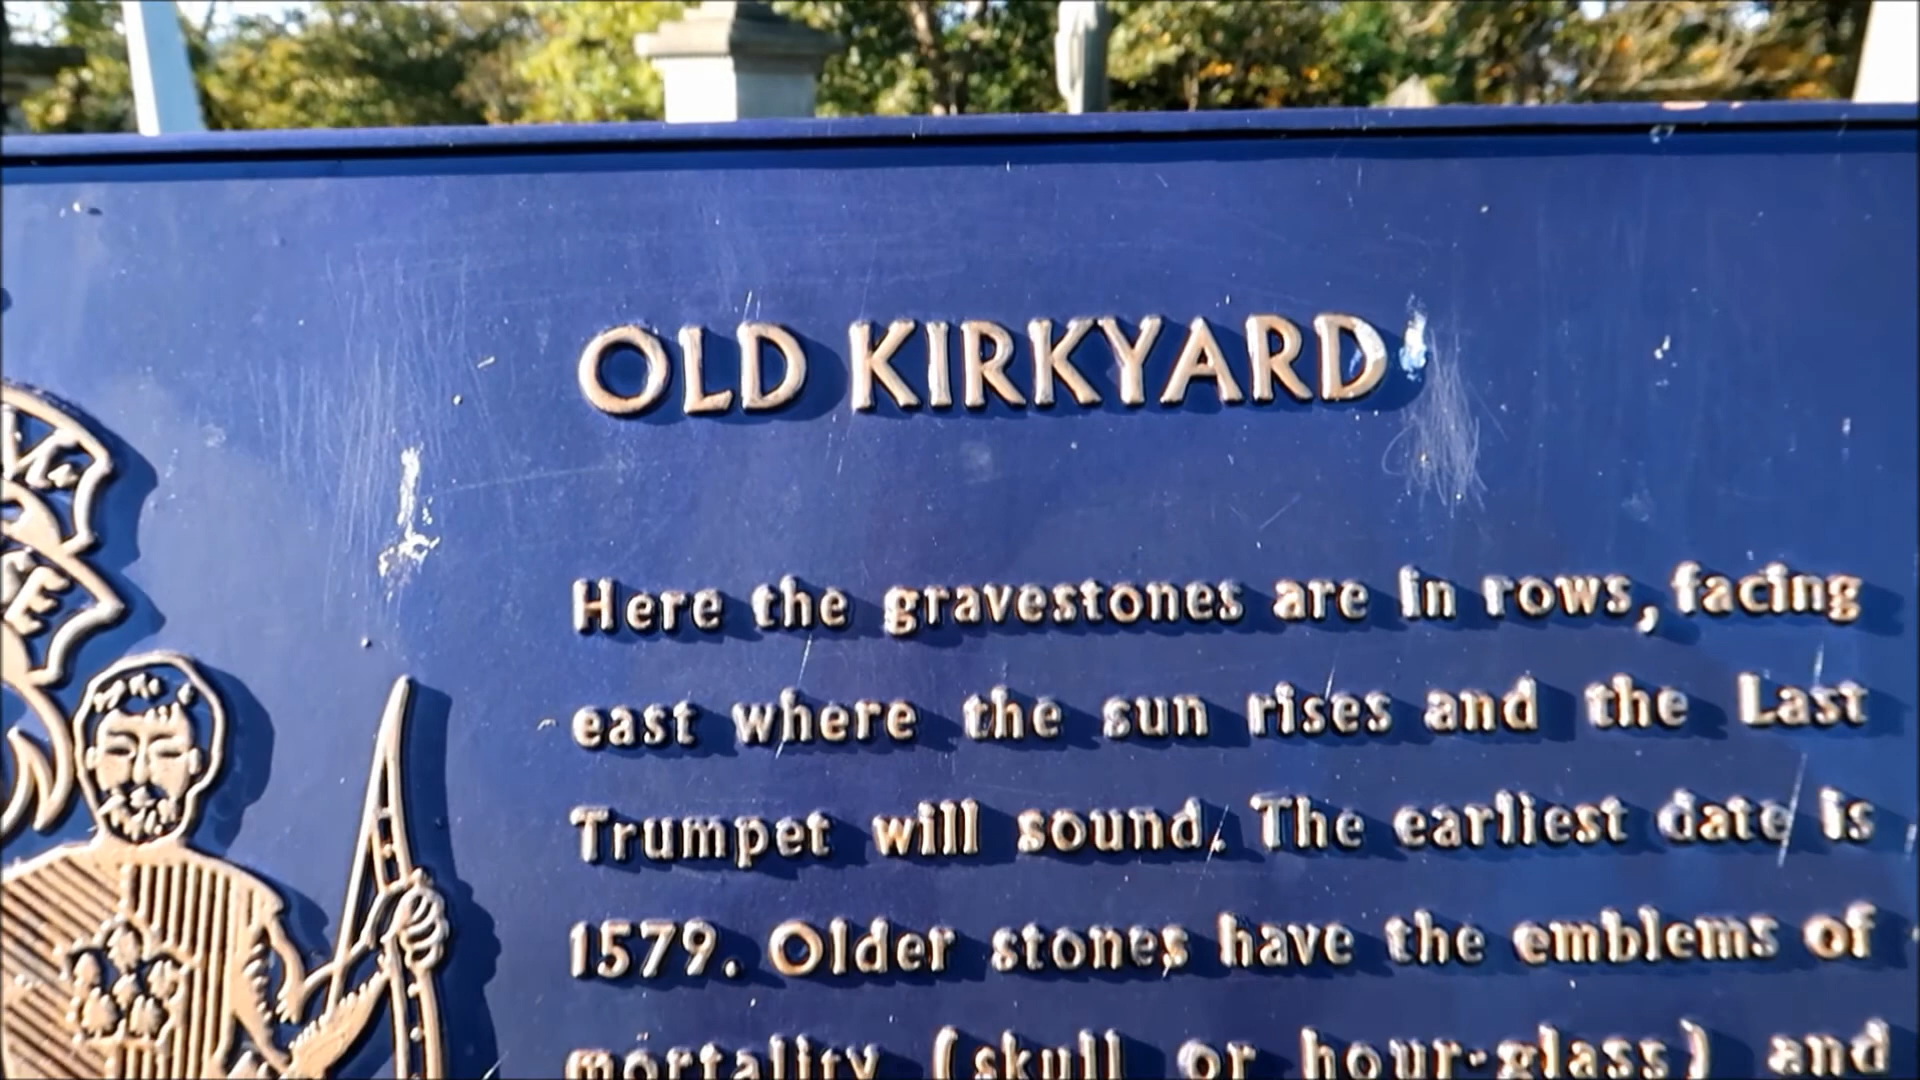 OLD KIRKYARD
Here the gravestones are in rows, facing
east where the sun rises and the Last
Trumpet will sound. The earliest date is
1579. Older stones have the emblems of
mortality (skull or hour-glass) and